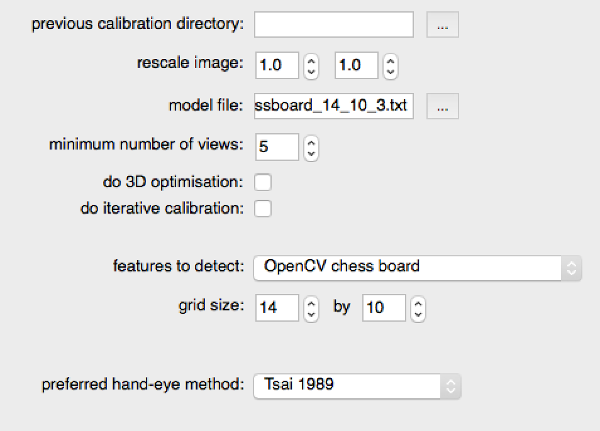 previous calibration directory: ...
rescale image: 1.0 1.0
model file: ssboard_14_10_3.txt ...
minimum number of views: 5
do 3D optimisation:
do iterative calibration:
features to detect: OpenCV chess board
grid size: 14 by 10
preferred hand-eye method: Tsai 1989